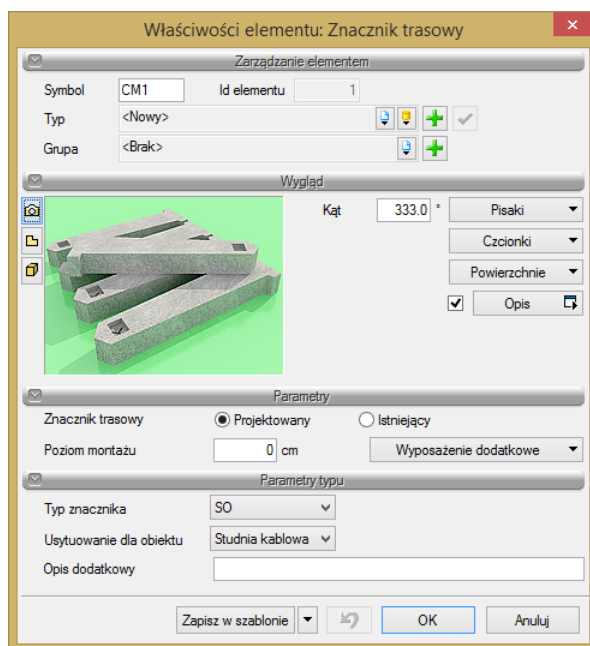 Właściwości elementu: Znacznik trasowy
Zarządzanie elementem
Symbol CM1 Id elementu 1
Typ <Nowy>
Grupa <Brak>
Wygląd
Kąt 333.0 ° Pisaki
Czcionki
Powierzchnie
Opis
Parametry
Znacznik trasowy Projektowany Istniejący
Poziom montażu 0 cm Wyposażenie dodatkowe
Parametry typu
Typ znacznika SO
Usytuowanie dla obiektu Studnia kablowa
Opis dodatkowy
Zapisz w szablonie OK Anuluj